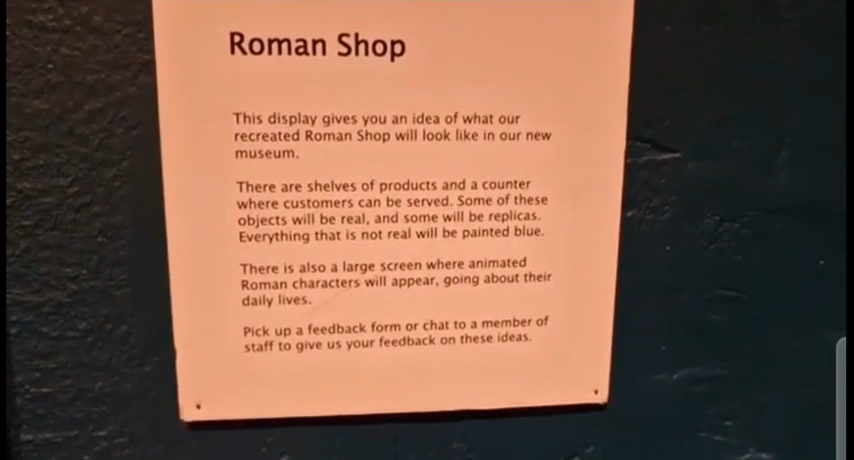 Roman Shop
This display gives you an idea of what our
recreated Roman Shop will look like in our new
museum.
There are shelves of products and a counter
where customers can be served. Some of these
objects will be real, and some will be replicas.
Everything that is not real will be painted blue.
There is also a large screen where animated
Roman characters will appear, going about their
daily lives.
Pick up a feedback form or chat to a member of
staff to give us your feedback on these ideas.